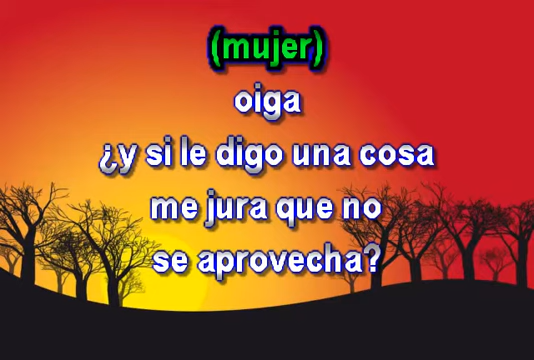 (mujer)
oiga
¿y si le digo una cosa
me jura que no
se aprovecha?